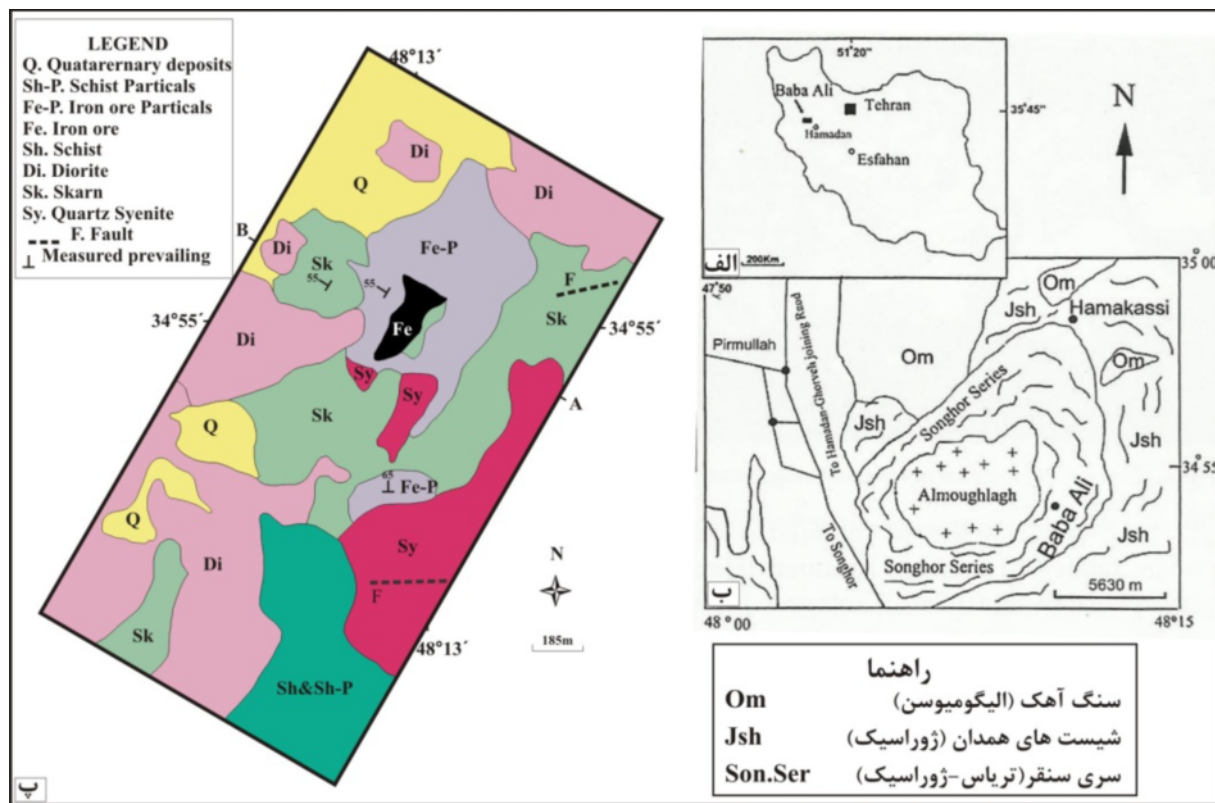 LEGEND
Q. Quatarernary deposits
Sh-P. Schist Particals
Fe-P. Iron ore Particals
Fe. Iron ore
Sh. Schist
Di. Diorite
Sk. Skarn
Sy. Quartz Syenite
F. Fault
Measured prevailing
48°13´
Di
Q
Di
B
Di
Sk
Fe-P
F
55
55
34°55´
Fe
Sk
34°55´
Di
Sy
Sy
A
Q
Sk
65
Fe-P
Q
Di
Sy
N
F
185m
Sk
48°13´
Sh&Sh-P
پ
51°20"
Baba Ali
Tehran
35°45"
Hamadan
Esfahan
N
الف
200Km
47°50
35°00
Om
Jsh
Hamakassi
Pirmullah
Om
Om
To Hamadan-Ghorveh joining Reod
Songhor Series
Jsh
Jsh
34°55
Almoughlagh
Baba Ali
To Songhor
Songhor Series
Jsh
5630 m
ب
48°00
48°15
راهنما
Om سنگ آهک (الیگومیوسن)
Jsh شیست های همدان (ژوراسیک)
Son.Ser سری سنقر(تریاس-ژوراسیک)